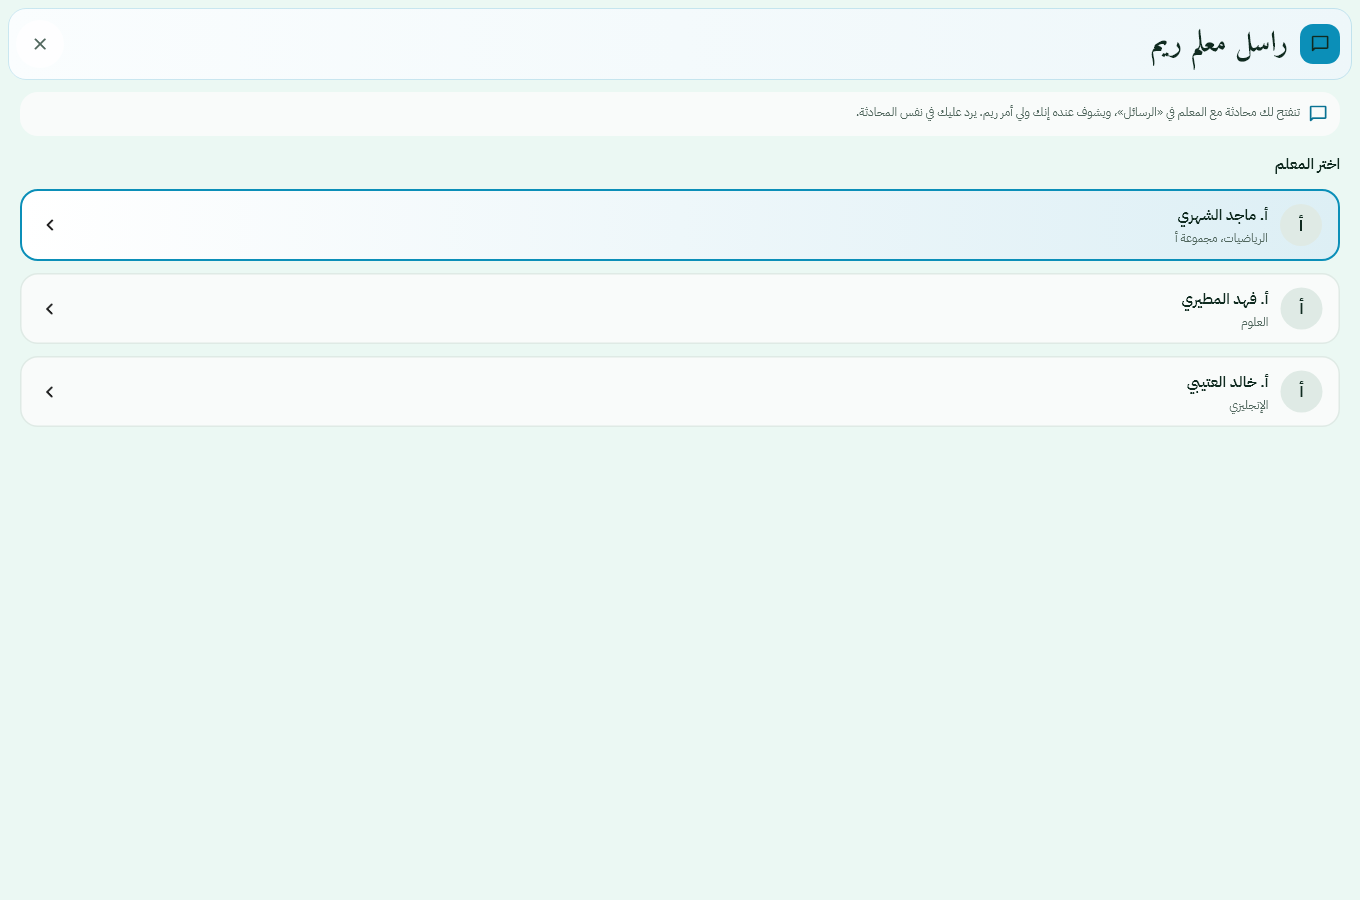 راسل معلم ريم
تنفتح لك محادثة مع المعلم في «الرسائل»، ويشوف عنده إنك ولي أمر ريم. يرد عليك في نفس المحادثة.
اختر المعلم
أ
أ. ماجد الشهري
الرياضيات، مجموعة أ
أ
أ. فهد المطيري
العلوم
أ
أ. خالد العتيبي
الإنجليزي